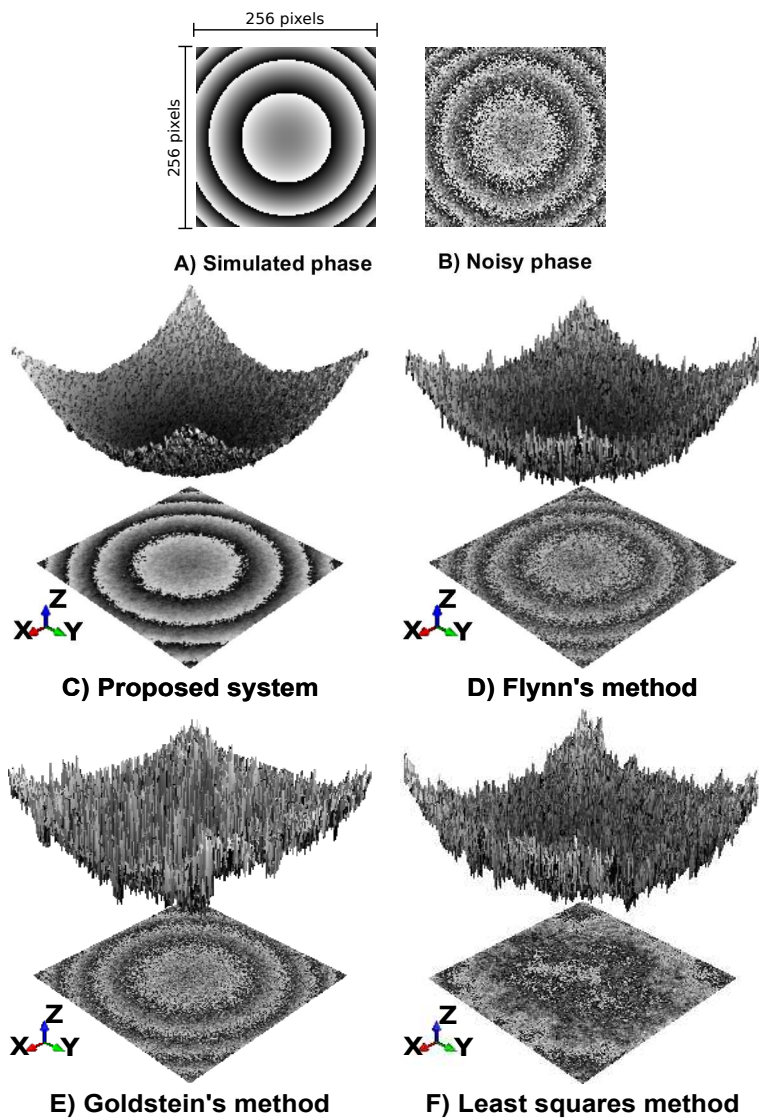 256 pixels
256 pixels
A) Simulated phase
B) Noisy phase
Z
X
Y
Z
X
Y
C) Proposed system
D) Flynn's method
Z
X
Y
Z
X
Y
E) Goldstein's method
F) Least squares method